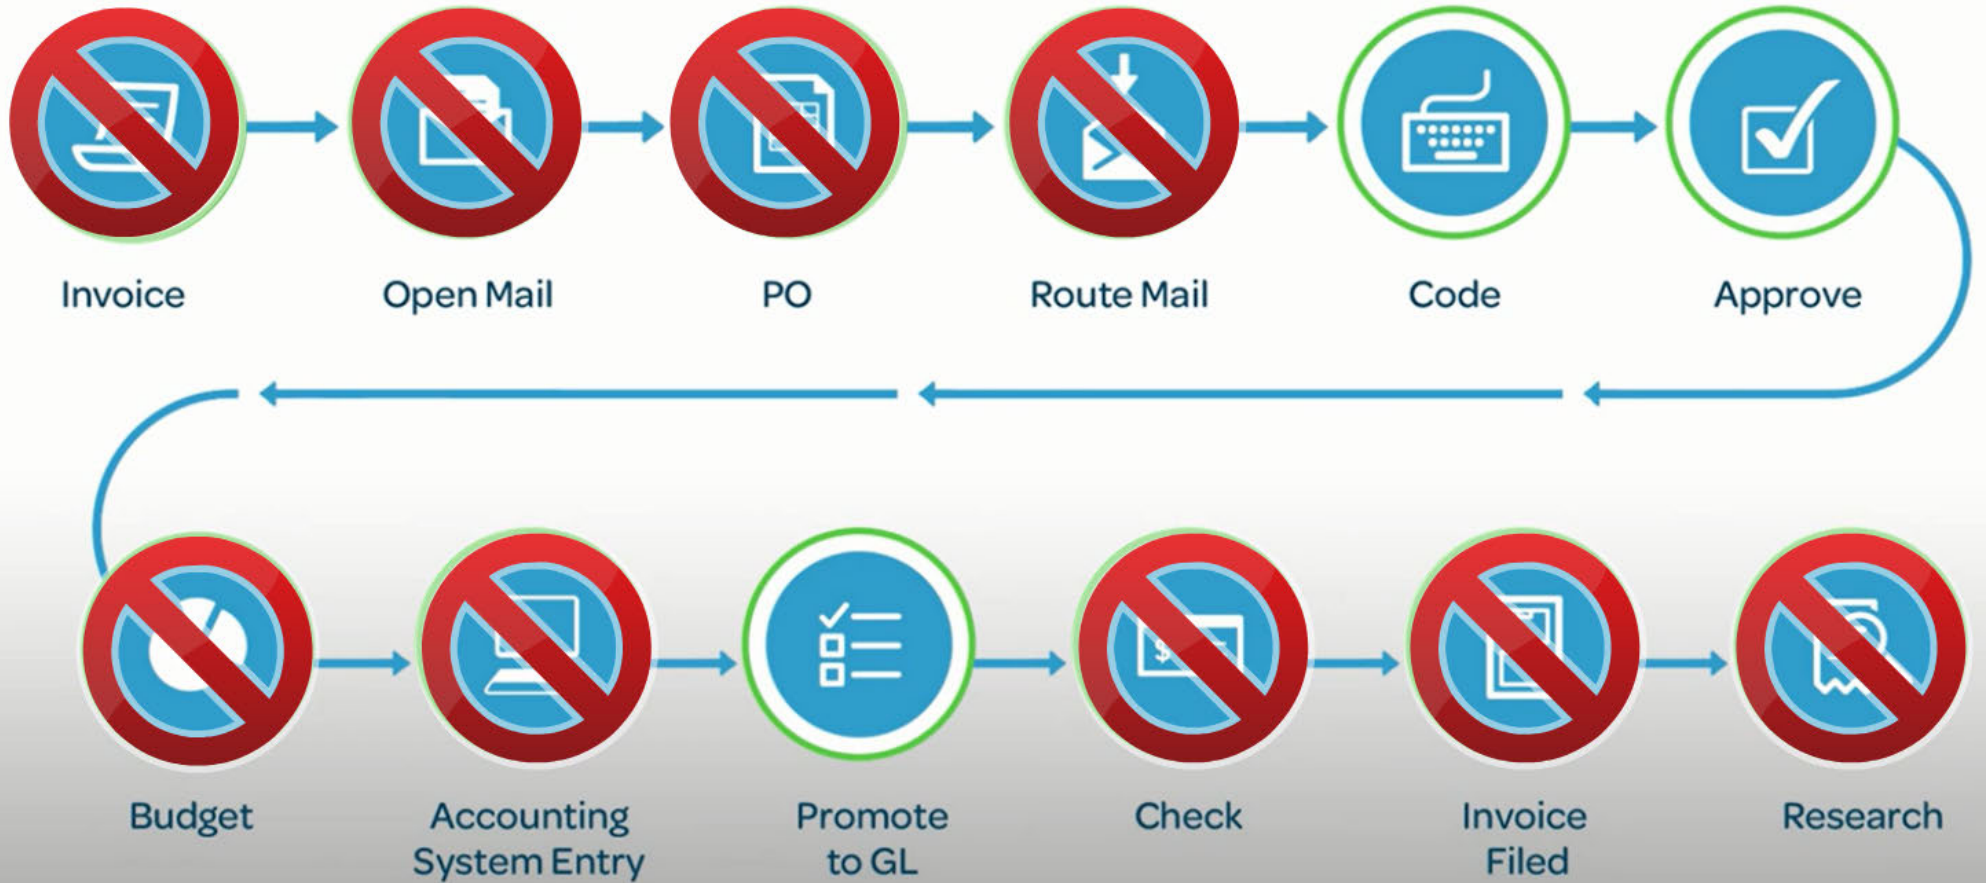 Invoice
Open Mail
PO
Route Mail
Code
Approve
Budget
Accounting
System Entry
Promote
to GL
$
Check
Invoice
Filed
Research